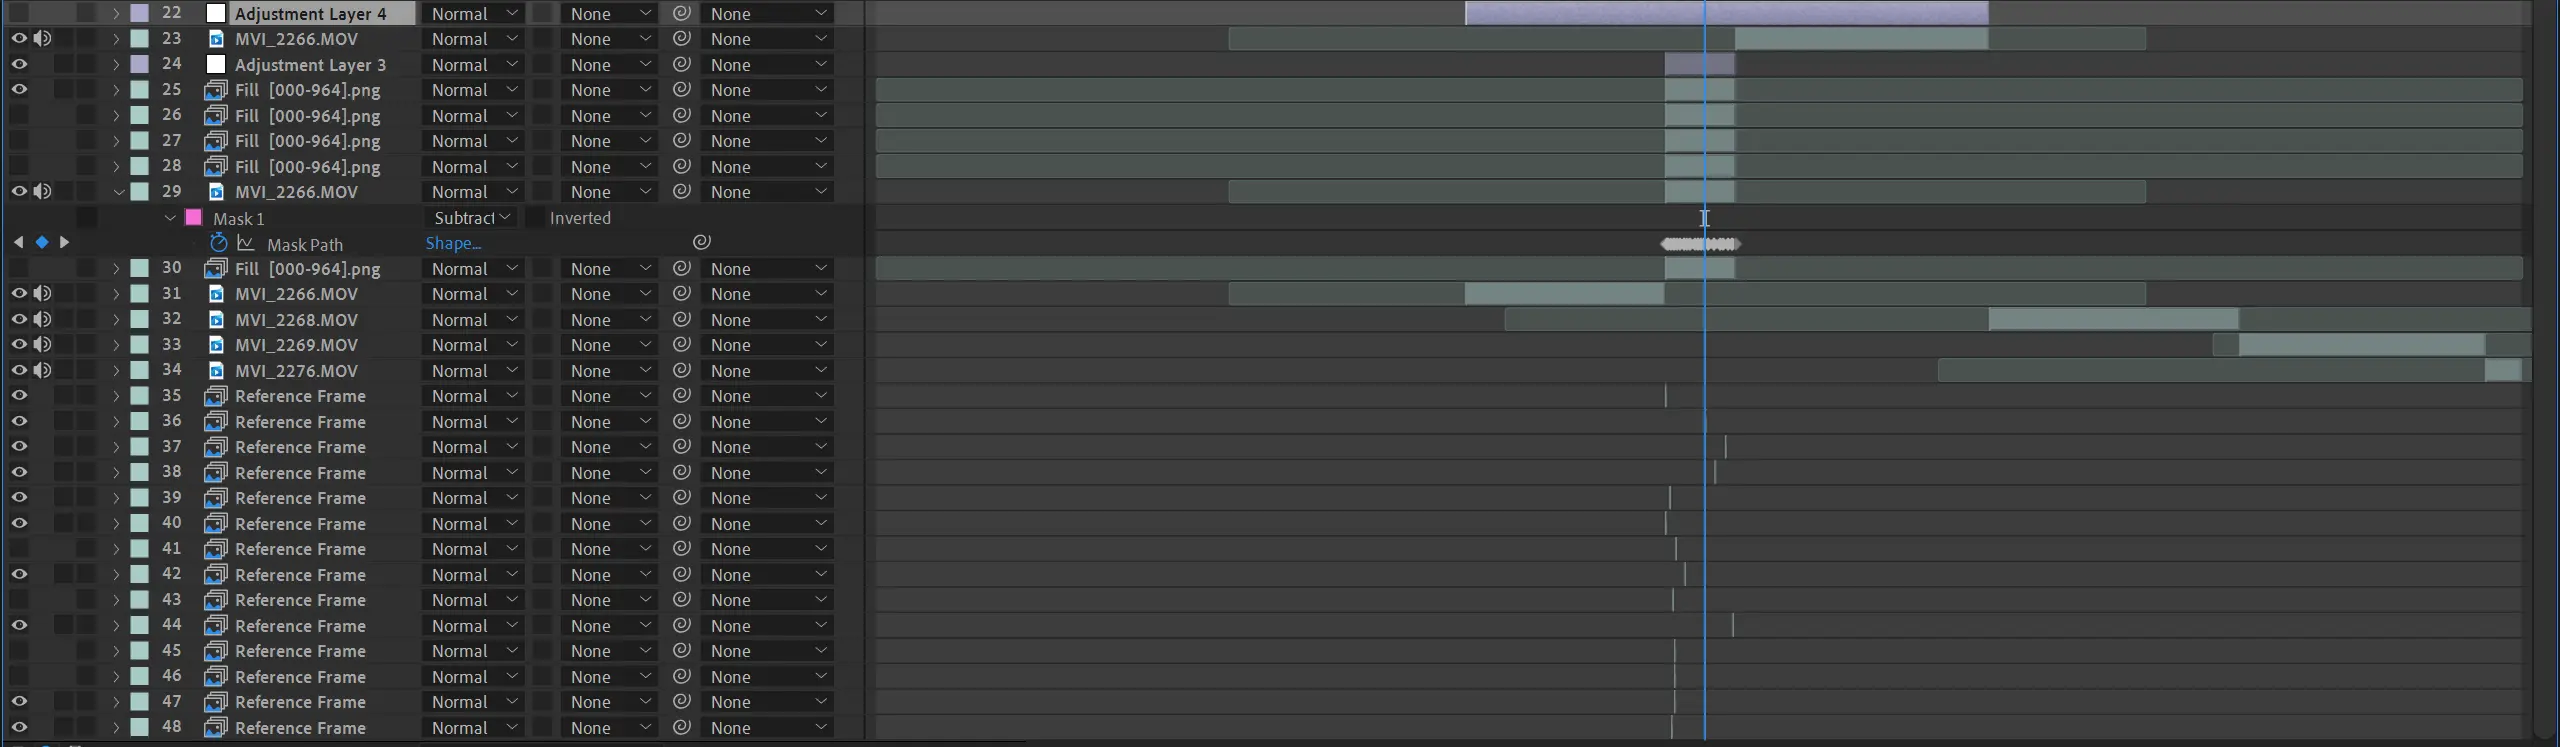 22 Adjustment Layer 4 Normal None None
23 MVI_2266.MOV Normal None None
24 Adjustment Layer 3 Normal None None
25 Fill [000-964].png Normal None None
26 Fill [000-964].png Normal None None
27 Fill [000-964].png Normal None None
28 Fill [000-964].png Normal None None
29 MVI_2266.MOV Normal None None
Mask 1 Subtract Inverted
Mask Path Shape...
30 Fill [000-964].png Normal None None
31 MVI_2266.MOV Normal None None
32 MVI_2268.MOV Normal None None
33 MVI_2269.MOV Normal None None
34 MVI_2276.MOV Normal None None
35 Reference Frame Normal None None
36 Reference Frame Normal None None
37 Reference Frame Normal None None
38 Reference Frame Normal None None
39 Reference Frame Normal None None
40 Reference Frame Normal None None
41 Reference Frame Normal None None
42 Reference Frame Normal None None
43 Reference Frame Normal None None
44 Reference Frame Normal None None
45 Reference Frame Normal None None
46 Reference Frame Normal None None
47 Reference Frame Normal None None
48 Reference Frame Normal None None